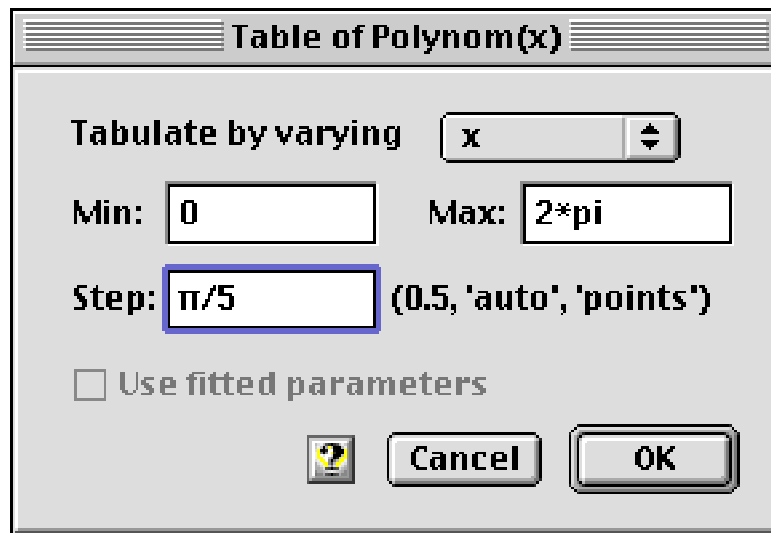 Table of Polynom(x)
Tabulate by varying x
Min: 0 Max: 2*pi
Step: π/5 (0.5, 'auto', 'points')
Use fitted parameters
? Cancel OK